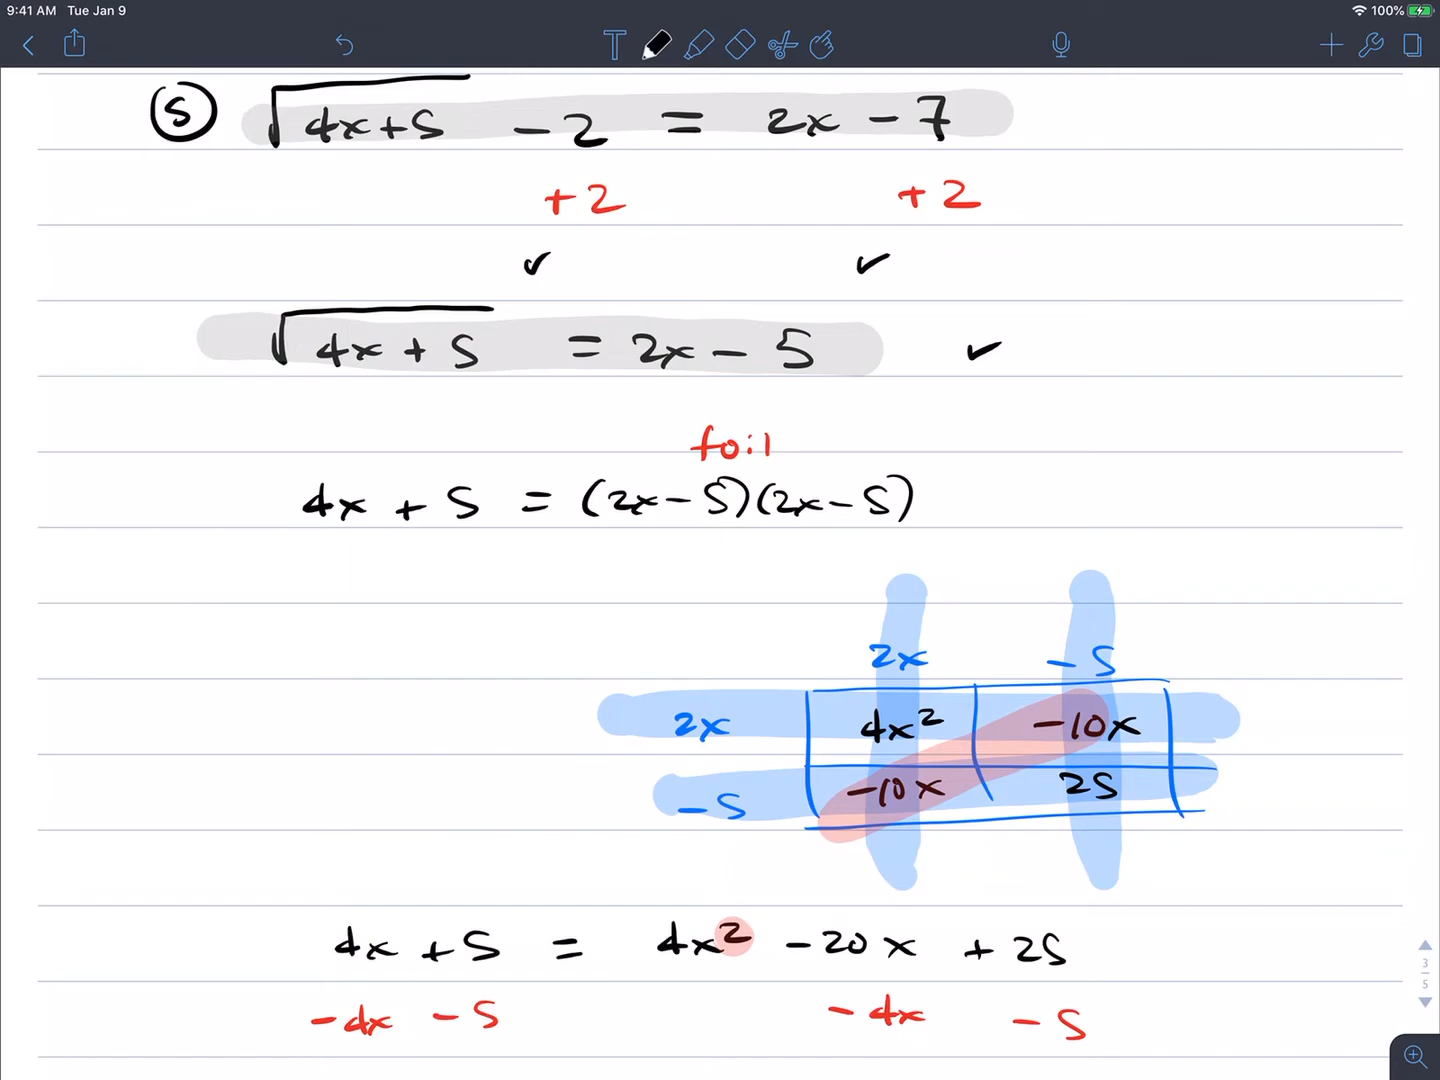 9:41 AM Tue Jan 9 100%
T
⑤ √4x+5 - 2 = 2x - 7
+2 +2
✓ ✓
√4x + 5 = 2x - 5 ✓
foil
4x + 5 = (2x - 5)(2x - 5)
2x - 5
2x 4x² -10x
- 5 -10x 25
4x + 5 = 4x² - 20x + 25
3
5
- 4x - 5 - 4x - 5